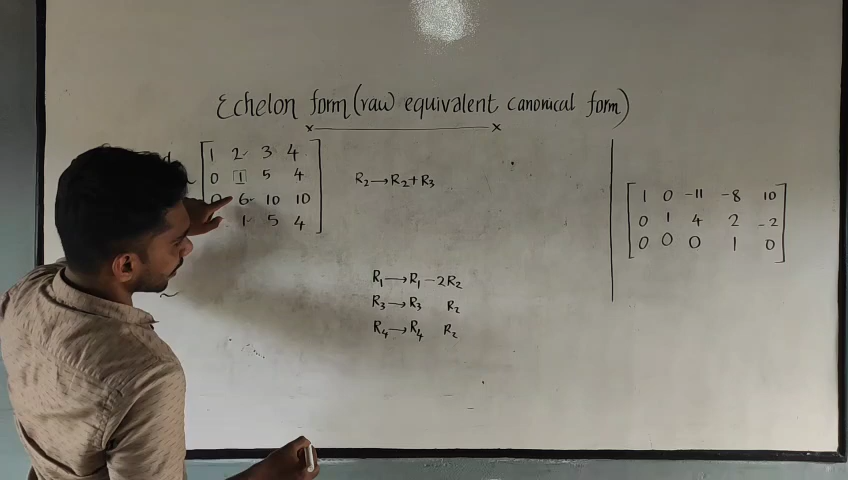 Echelon form (raw equivalent canonical form)
x x
1 2 3 4
~ 0 1 5 4
0 6 10 10
1 5 4
R₂→R₂+R₃
~
R₁→R₁-2R₂
R₃→R₃ R₂
R₄→R₄ R₂
1 0 -11 -8 10
0 1 4 2 -2
0 0 0 1 0